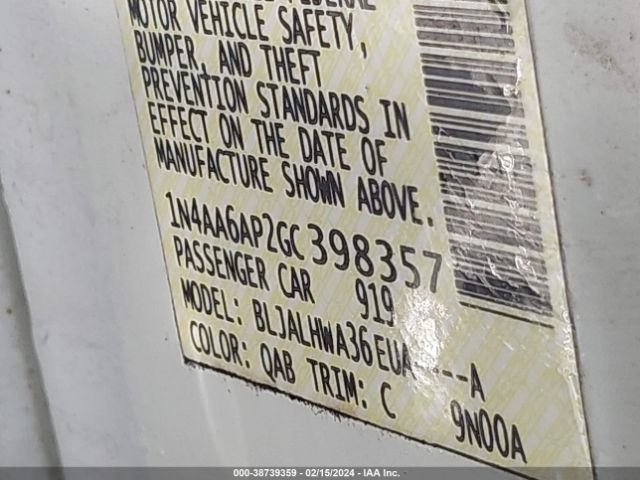 MOTOR VEHICLE SAFETY,
BUMPER, AND THEFT
PREVENTION STANDARDS IN
EFFECT ON THE DATE OF
MANUFACTURE SHOWN ABOVE.
1N4AA6AP2GC398357
PASSENGER CAR 919
MODEL: BLJALHWA36EUA----A
COLOR: QAB TRIM: C 9N00A
000-38739359 - 02/15/2024 - IAA Inc.